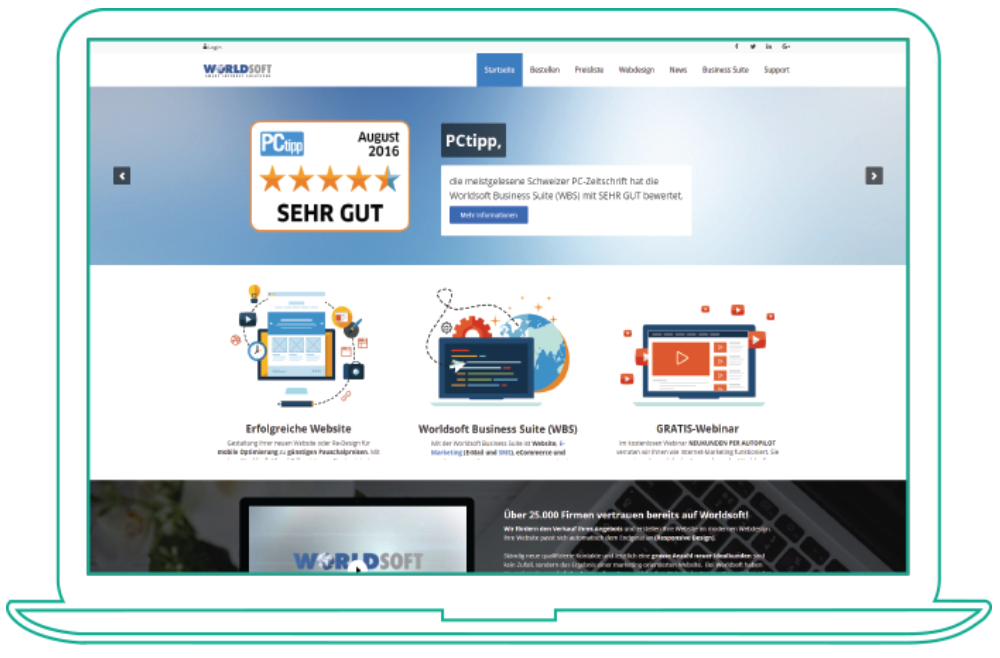 Login
WORLDSOFT
SMART INTERNET SOLUTIONS
Startseite Bestellen Preisliste Webdesign News Business Suite Support
PCtipp
August
2016
SEHR GUT
PCtipp,
die meistgelesene Schweizer PC-Zeitschrift hat die
Worldsoft Business Suite (WBS) mit SEHR GUT bewertet.
Mehr Informationen
Erfolgreiche Website
Gestaltung Ihrer neuen Website oder Re-Design für
mobile Optimierung zu günstigen Pauschalpreisen. Mit
Worldsoft Business Suite (WBS)
Mit der Worldsoft Business Suite ist Website, E-
Marketing (E-Mail und SMS), eCommerce und
GRATIS-Webinar
Im kostenlosen Webinar NEUKUNDEN PER AUTOPILOT
verraten wir Ihnen wie Internet-Marketing funktioniert. Sie
Über 25.000 Firmen vertrauen bereits auf Worldsoft!
Wir fördern den Verkauf Ihres Angebots und erstellen Ihre Website im modernen Webdesign.
Ihre Website passt sich automatisch dem Endgerät an (Responsive Design).
Ständig neue qualifizierte Kontakte und letztlich eine grosse Anzahl neuer Idealkunden sind
kein Zufall, sondern das Ergebnis einer marketing-orientierten Website. Bei Worldsoft haben
WORLDSOFT